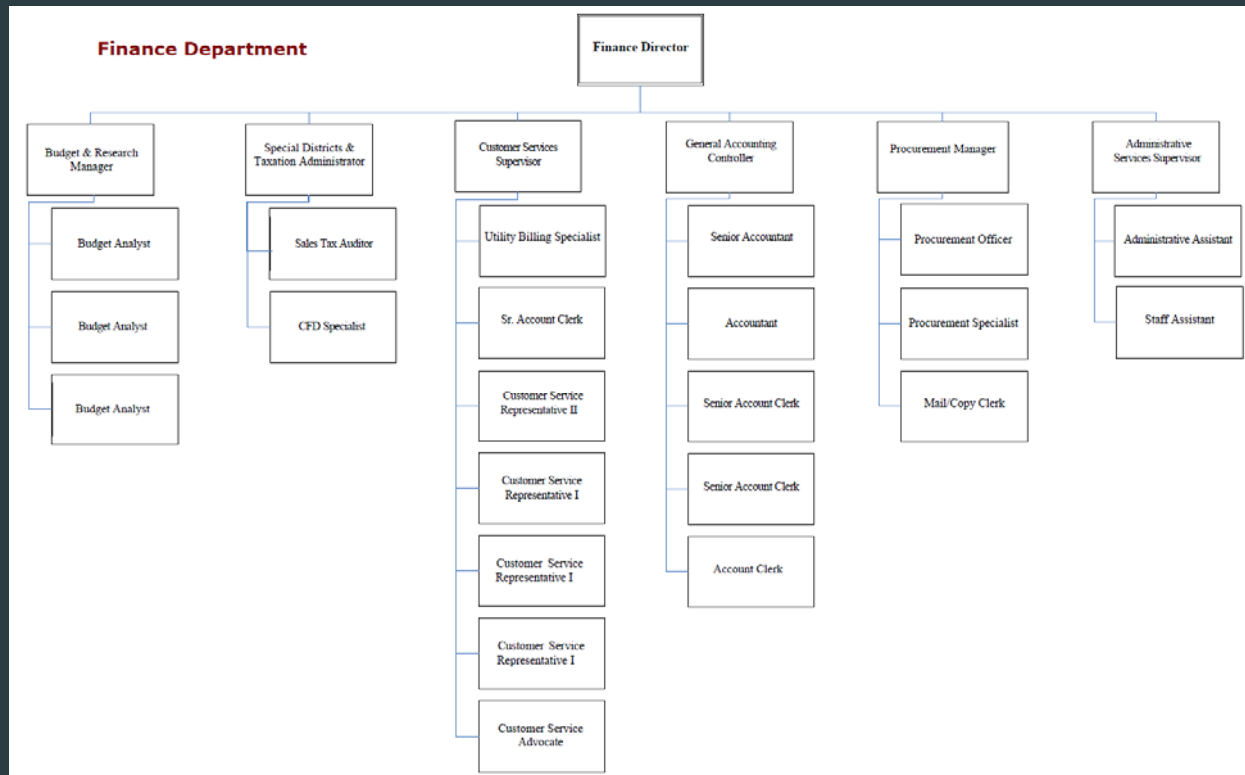 Finance Department
Finance Director
Budget & Research
Manager
Budget Analyst
Budget Analyst
Budget Analyst
Special Districts &
Taxation Administrator
Sales Tax Auditor
CFD Specialist
Customer Services
Supervisor
Utility Billing Specialist
Sr. Account Clerk
Customer Service
Representative II
Customer Service
Representative I
Customer Service
Representative I
Customer Service
Representative I
Customer Service
Advocate
General Accounting
Controller
Senior Accountant
Accountant
Senior Account Clerk
Senior Account Clerk
Account Clerk
Procurement Manager
Procurement Officer
Procurement Specialist
Mail/Copy Clerk
Administrative
Services Supervisor
Administrative Assistant
Staff Assistant